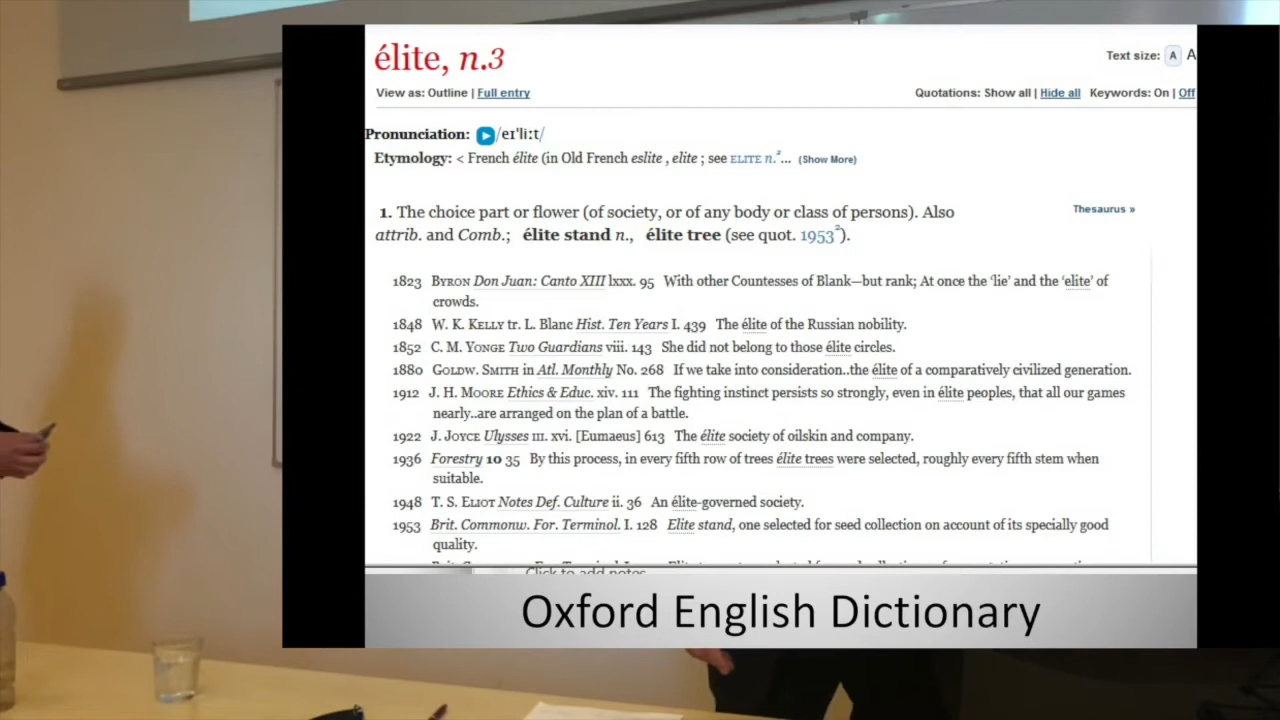 élite, n.3
Text size: A A
View as: Outline | Full entry
Quotations: Show all | Hide all Keywords: On | Off
Pronunciation: /eɪˈliːt/
Etymology: < French élite (in Old French eslite , elite ; see ELITE n.²... (Show More)
1. The choice part or flower (of society, or of any body or class of persons). Also
Thesaurus »
attrib. and Comb.; élite stand n., élite tree (see quot. 1953²).
1823 BYRON Don Juan: Canto XIII lxxx. 95 With other Countesses of Blank—but rank; At once the ‘lie’ and the ‘elite’ of
crowds.
1848 W. K. KELLY tr. L. Blanc Hist. Ten Years I. 439 The élite of the Russian nobility.
1852 C. M. YONGE Two Guardians viii. 143 She did not belong to those élite circles.
1880 GOLDW. SMITH in Atl. Monthly No. 268 If we take into consideration..the élite of a comparatively civilized generation.
1912 J. H. MOORE Ethics & Educ. xiv. 111 The fighting instinct persists so strongly, even in élite peoples, that all our games
nearly..are arranged on the plan of a battle.
1922 J. JOYCE Ulysses III. xvi. [Eumaeus] 613 The élite society of oilskin and company.
1936 Forestry 10 35 By this process, in every fifth row of trees élite trees were selected, roughly every fifth stem when
suitable.
1948 T. S. ELIOT Notes Def. Culture ii. 36 An élite-governed society.
1953 Brit. Commonw. For. Terminol. I. 128 Elite stand, one selected for seed collection on account of its specially good
quality.
Click to add notes
Oxford English Dictionary